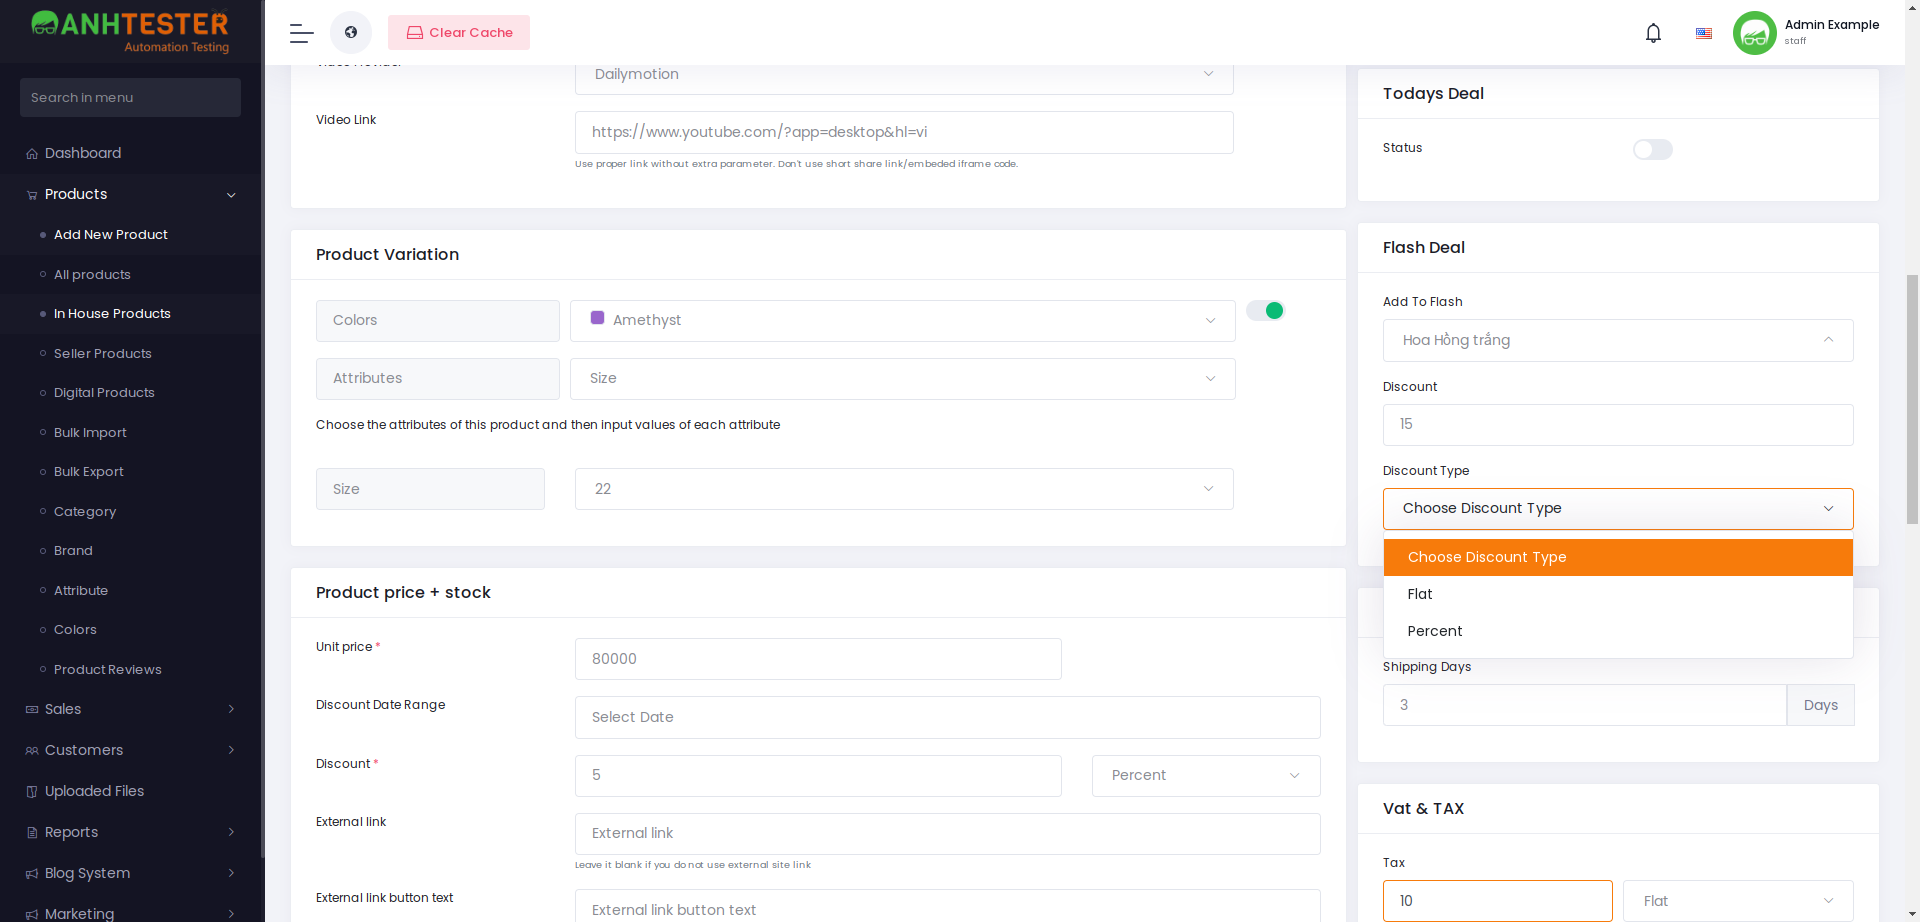 ANHTESTER
Automation Testing
Search in menu
Dashboard
Products
Add New Product
All products
In House Products
Seller Products
Digital Products
Bulk Import
Bulk Export
Category
Brand
Attribute
Colors
Product Reviews
Sales
Customers
Uploaded Files
Reports
Blog System
Marketing
Clear Cache
Admin Example
staff
Dailymotion
Video Link
https://www.youtube.com/?app=desktop&hl=vi
Use proper link without extra parameter. Don't use short share link/embeded iframe code.
Product Variation
Colors
Amethyst
Attributes
Size
Choose the attributes of this product and then input values of each attribute
Size
22
Product price + stock
Unit price *
80000
Discount Date Range
Select Date
Discount *
5
Percent
External link
External link
Leave it blank if you do not use external site link
External link button text
External link button text
Todays Deal
Status
Flash Deal
Add To Flash
Hoa Hồng trắng
Discount
15
Discount Type
Choose Discount Type
Choose Discount Type
Flat
Percent
Shipping Days
3
Days
Vat & TAX
Tax
10
Flat